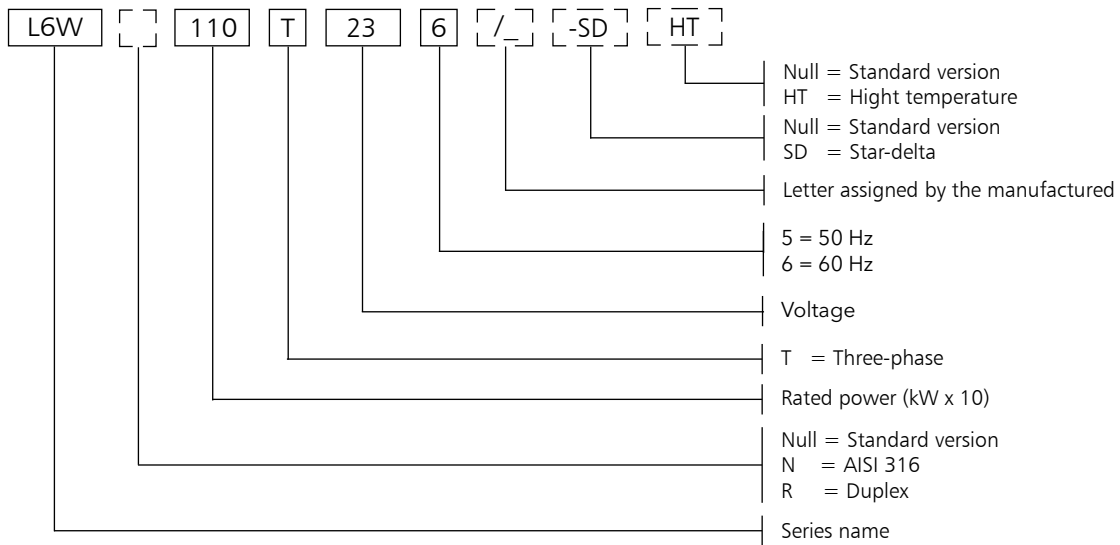 L6W 110 T 23 6 /_ -SD HT
Null = Standard version
HT = Hight temperature
Null = Standard version
SD = Star-delta
Letter assigned by the manufactured
5 = 50 Hz
6 = 60 Hz
Voltage
T = Three-phase
Rated power (kW x 10)
Null = Standard version
N = AISI 316
R = Duplex
Series name